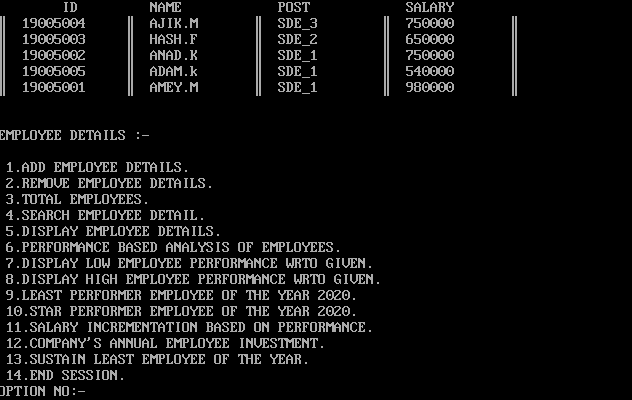 ID NAME POST SALARY
19005004 AJIK.M SDE_3 750000
19005003 HASH.F SDE_2 650000
19005002 ANAD.K SDE_1 750000
19005005 ADAM.k SDE_1 540000
19005001 AMEY.M SDE_1 980000
EMPLOYEE DETAILS :-
1.ADD EMPLOYEE DETAILS.
2.REMOVE EMPLOYEE DETAILS.
3.TOTAL EMPLOYEES.
4.SEARCH EMPLOYEE DETAIL.
5.DISPLAY EMPLOYEE DETAILS.
6.PERFORMANCE BASED ANALYSIS OF EMPLOYEES.
7.DISPLAY LOW EMPLOYEE PERFORMANCE WRTO GIVEN.
8.DISPLAY HIGH EMPLOYEE PERFORMANCE WRTO GIVEN.
9.LEAST PERFORMER EMPLOYEE OF THE YEAR 2020.
10.STAR PERFORMER EMPLOYEE OF THE YEAR 2020.
11.SALARY INCREMENTATION BASED ON PERFORMANCE.
12.COMPANY'S ANNUAL EMPLOYEE INVESTMENT.
13.SUSTAIN LEAST EMPLOYEE OF THE YEAR.
14.END SESSION.
OPTION NO:-